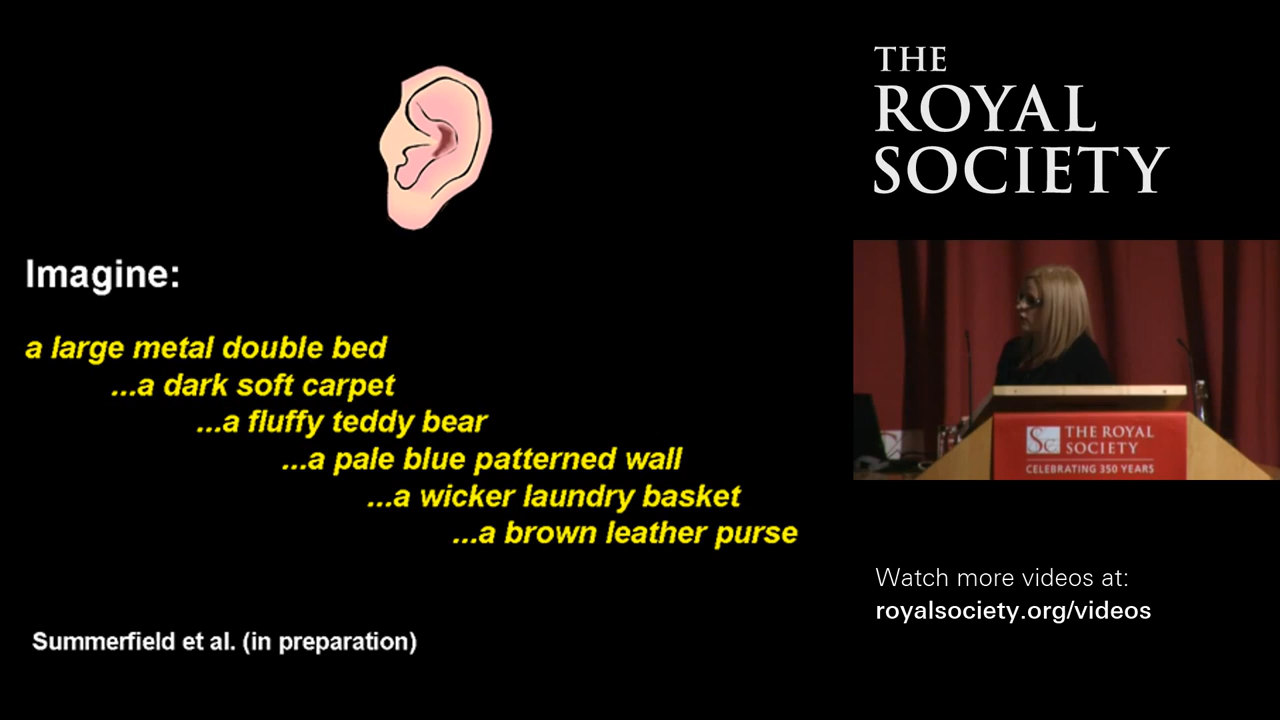 THE
ROYAL
SOCIETY
Imagine:
a large metal double bed
...a dark soft carpet
...a fluffy teddy bear
...a pale blue patterned wall
...a wicker laundry basket
...a brown leather purse
Summerfield et al. (in preparation)
THE ROYAL
SOCIETY
CELEBRATING 350 YEARS
Watch more videos at:
royalsociety.org/videos